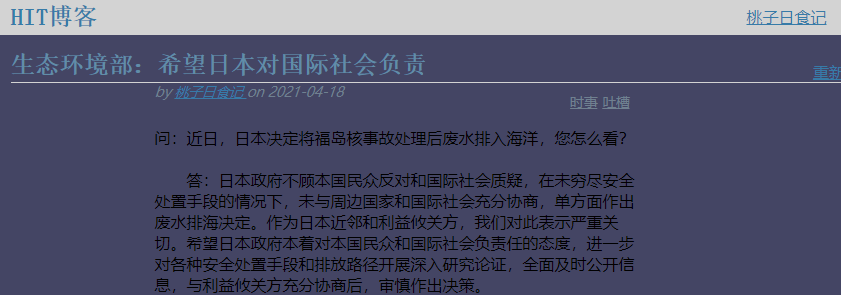 HIT博客
桃子日食记
生态环境部：希望日本对国际社会负责
重新
by 桃子日食记 on 2021-04-18
时事 吐槽
问：近日，日本决定将福岛核事故处理后废水排入海洋，您怎么看？
答：日本政府不顾本国民众反对和国际社会质疑，在未穷尽安全
处置手段的情况下，未与周边国家和国际社会充分协商，单方面作出
废水排海决定。作为日本近邻和利益攸关方，我们对此表示严重关
切。希望日本政府本着对本国民众和国际社会负责任的态度，进一步
对各种安全处置手段和排放路径开展深入研究论证，全面及时公开信
息，与利益攸关方充分协商后，审慎作出决策。